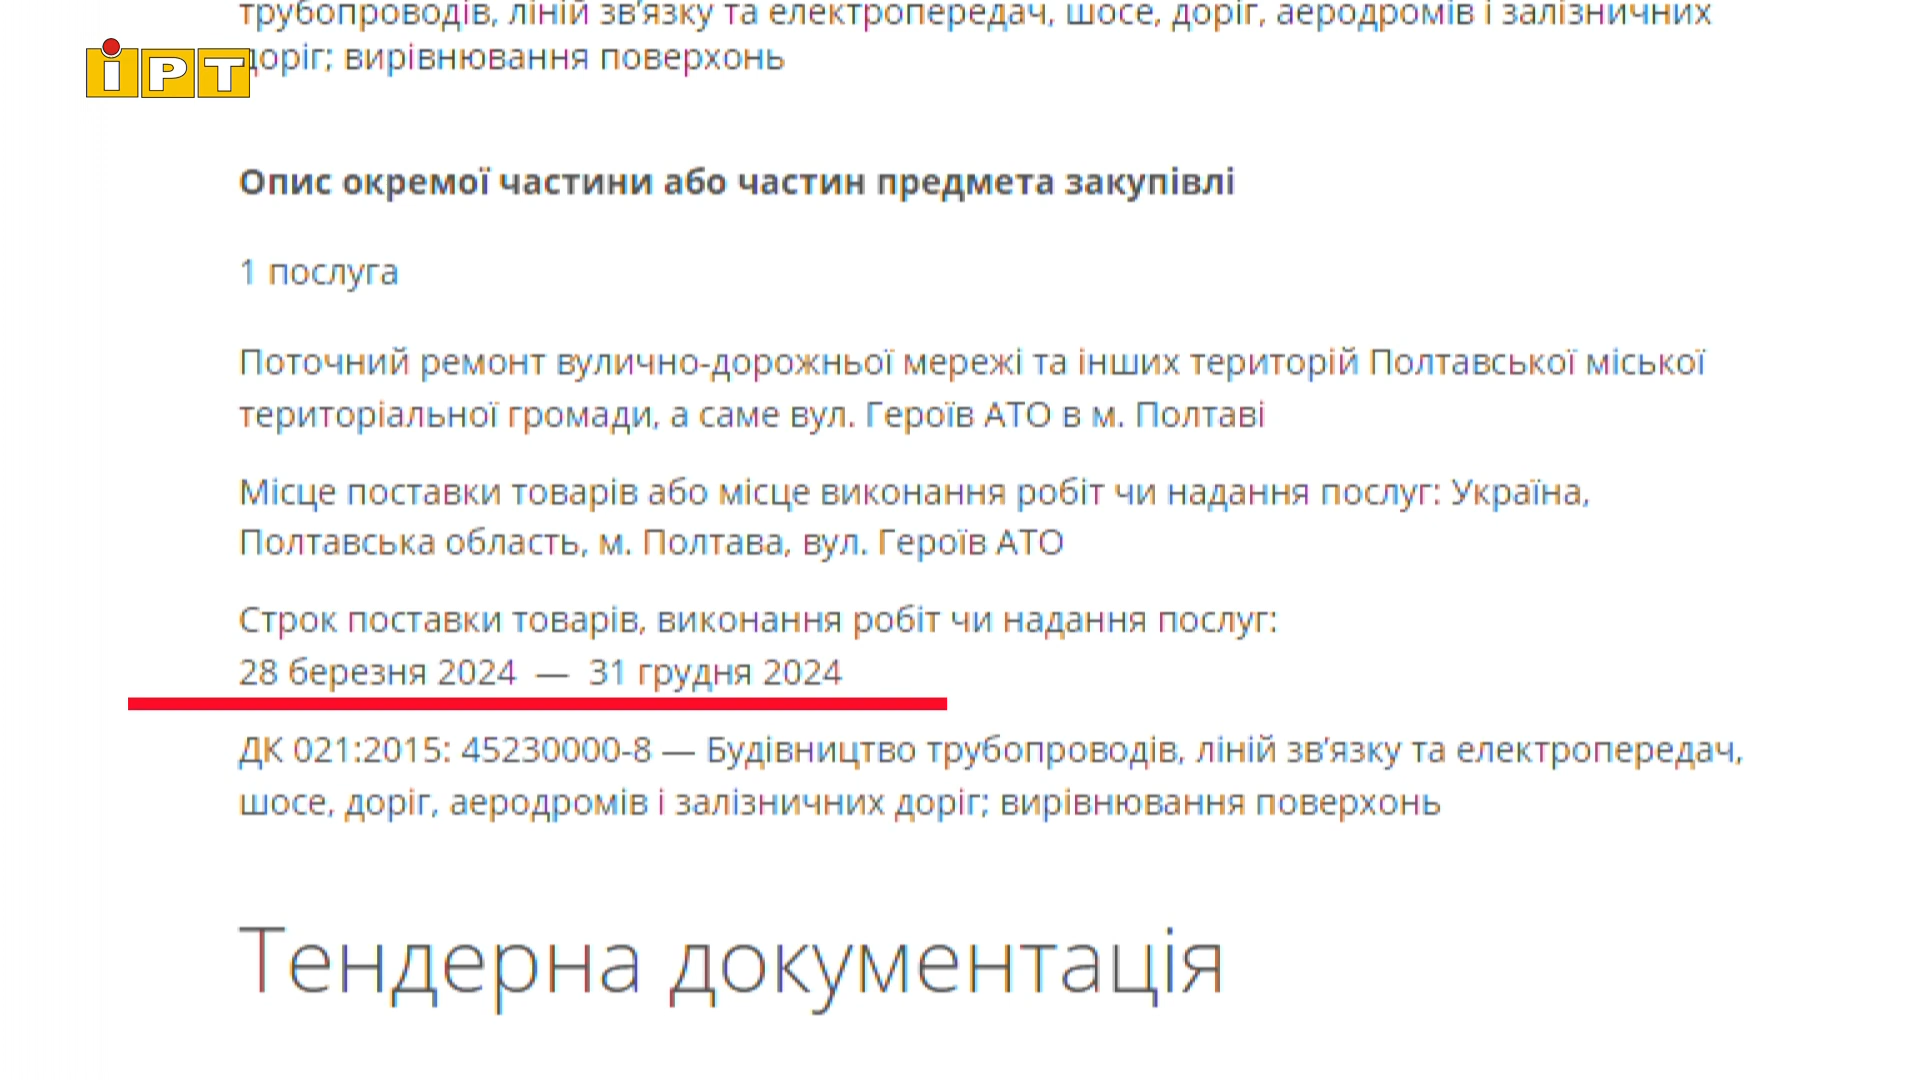 трубопроводів, ліній зв’язку та електропередач, шосе, доріг, аеродромів і залізничних
доріг; вирівнювання поверхонь
іРТ
Опис окремої частини або частин предмета закупівлі
1 послуга
Поточний ремонт вулично-дорожньої мережі та інших територій Полтавської міської
територіальної громади, а саме вул. Героїв АТО в м. Полтаві
Місце поставки товарів або місце виконання робіт чи надання послуг: Україна,
Полтавська область, м. Полтава, вул. Героїв АТО
Строк поставки товарів, виконання робіт чи надання послуг:
28 березня 2024 — 31 грудня 2024
ДК 021:2015: 45230000-8 — Будівництво трубопроводів, ліній зв’язку та електропередач,
шосе, доріг, аеродромів і залізничних доріг; вирівнювання поверхонь
Тендерна документація